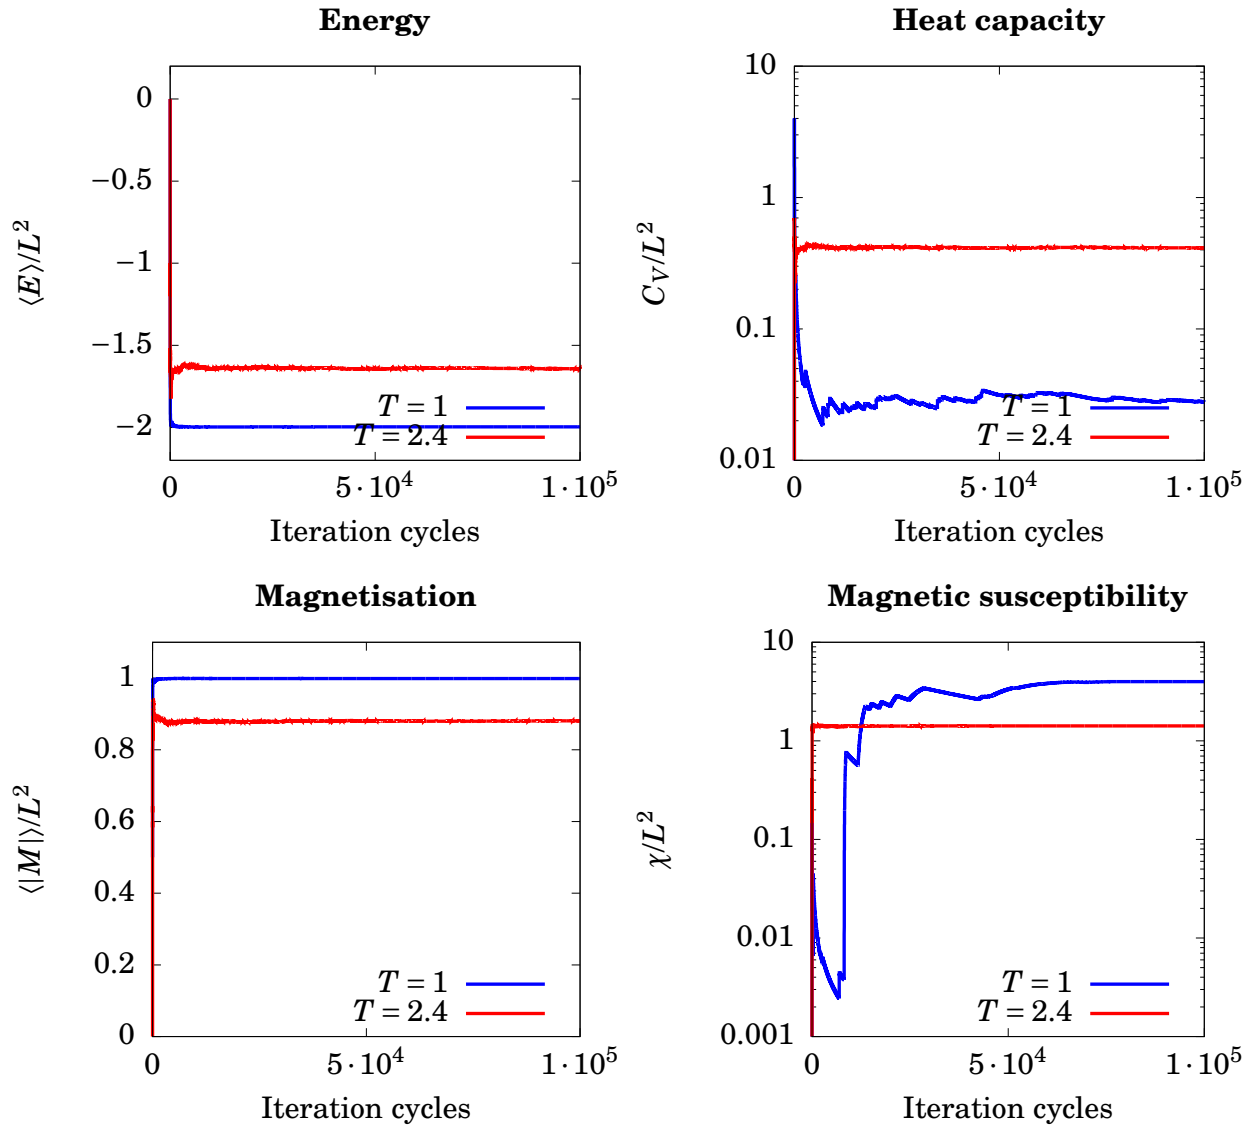 Energy
0
−0.5
−1
−1.5
−2
⟨E⟩/L²
T = 1
T = 2.4
0
5·10⁴
1·10⁵
Iteration cycles
Heat capacity
10
1
0.1
0.01
C_V/L²
T = 1
T = 2.4
0
5·10⁴
1·10⁵
Iteration cycles
Magnetisation
1
0.8
0.6
0.4
0.2
0
⟨|M|⟩/L²
T = 1
T = 2.4
0
5·10⁴
1·10⁵
Iteration cycles
Magnetic susceptibility
10
1
0.1
0.01
0.001
χ/L²
T = 1
T = 2.4
0
5·10⁴
1·10⁵
Iteration cycles